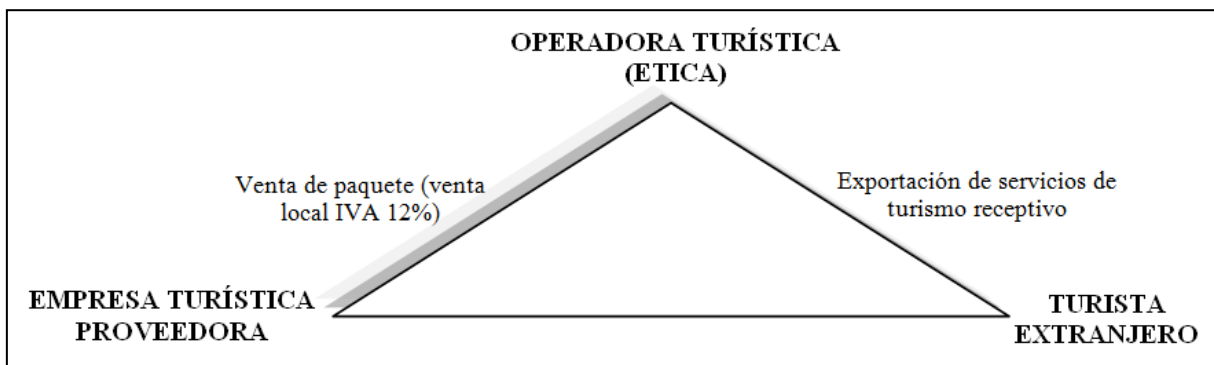 OPERADORA TURÍSTICA
(ETICA)
Venta de paquete (venta
local IVA 12%)
Exportación de servicios de
turismo receptivo
EMPRESA TURÍSTICA
PROVEEDORA
TURISTA
EXTRANJERO